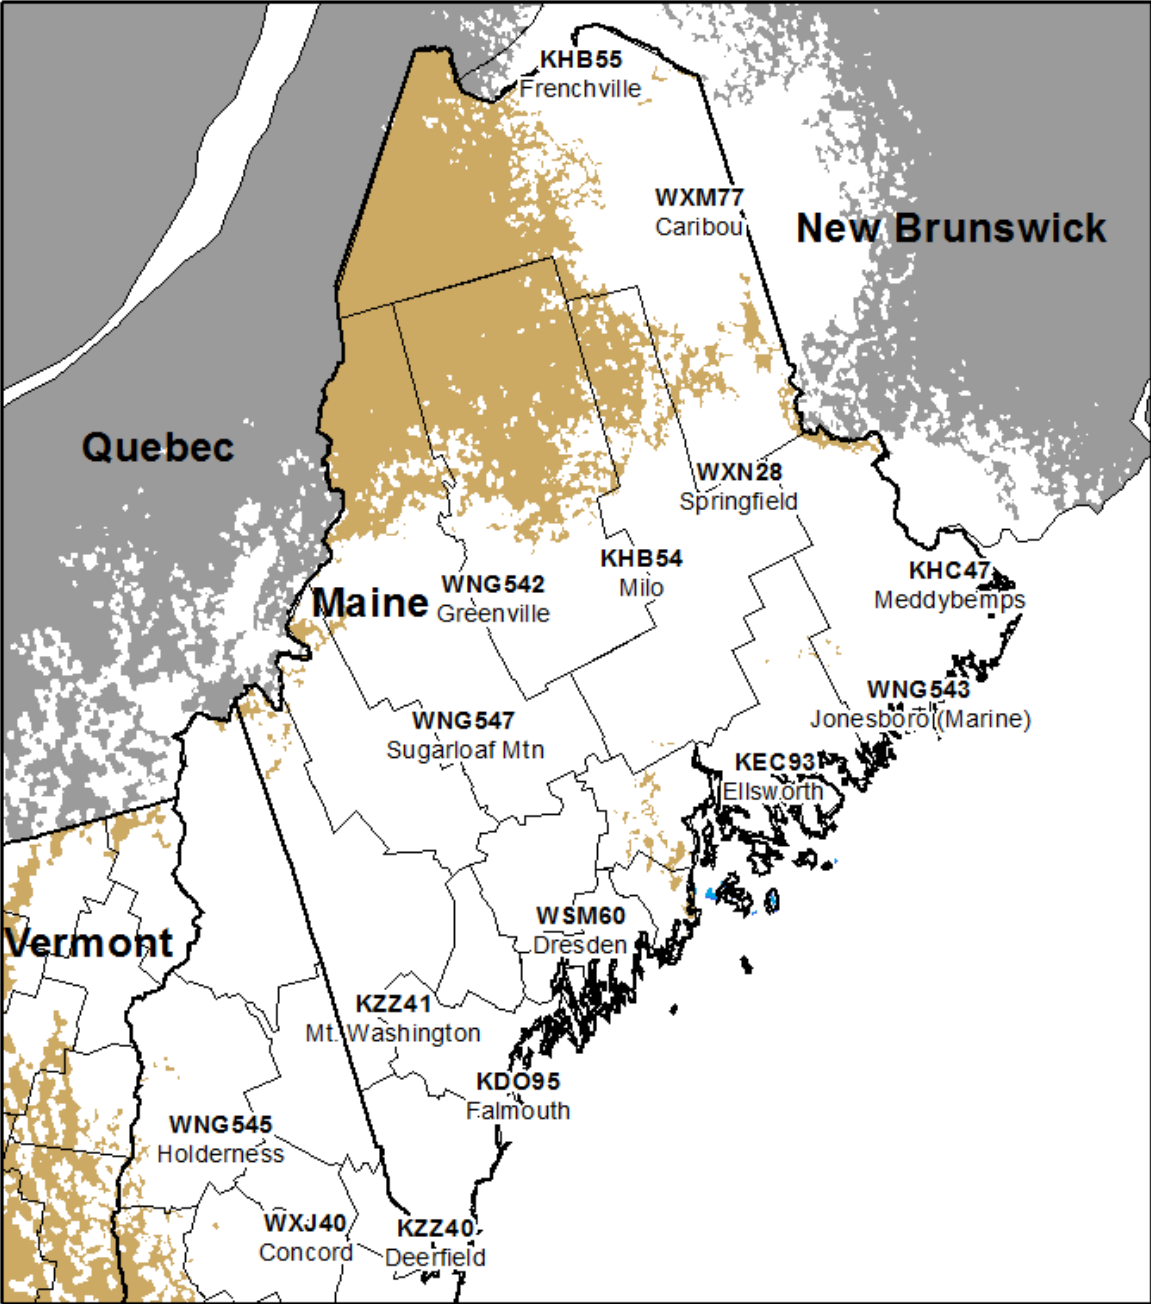 KHB55
Frenchville
WXM77
Caribou
New Brunswick
Quebec
WXN28
Springfield
KHB54
Milo
WNG542
Greenville
Maine
KHC47
Meddybemps
WNG543
Jonesboro (Marine)
WNG547
Sugarloaf Mtn
KEC93
Ellsworth
WSM60
Dresden
Vermont
KZZ41
Mt. Washington
KDO95
Falmouth
WNG545
Holderness
WXJ40
Concord
KZZ40
Deerfield